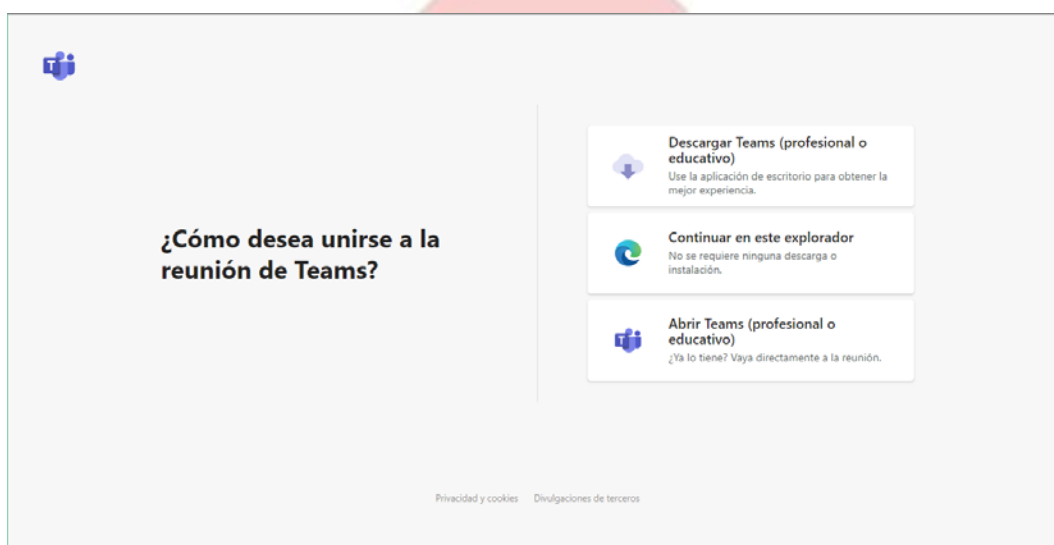 ¿Cómo desea unirse a la
reunión de Teams?
Descargar Teams (profesional o
educativo)
Use la aplicación de escritorio para obtener la
mejor experiencia.
Continuar en este explorador
No se requiere ninguna descarga o
instalación.
Abrir Teams (profesional o
educativo)
¿Ya lo tiene? Vaya directamente a la reunión.
Privacidad y cookies Divulgaciones de terceros